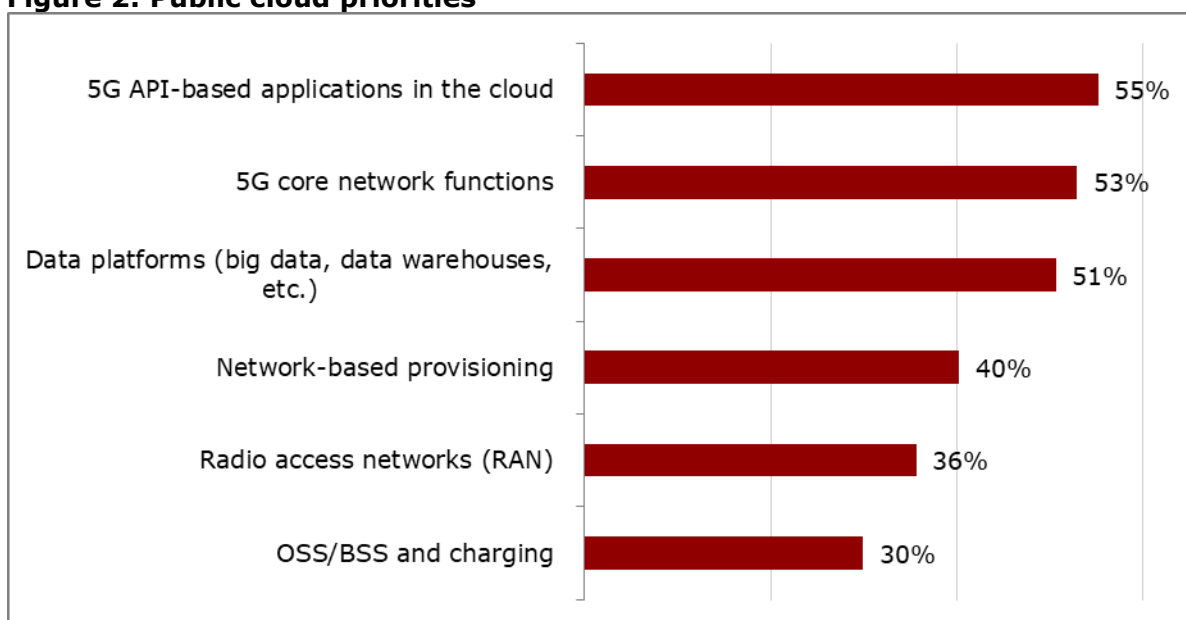 Figure 2: Public cloud priorities
5G API-based applications in the cloud
55%
5G core network functions
53%
Data platforms (big data, data warehouses,
etc.)
51%
Network-based provisioning
40%
Radio access networks (RAN)
36%
OSS/BSS and charging
30%